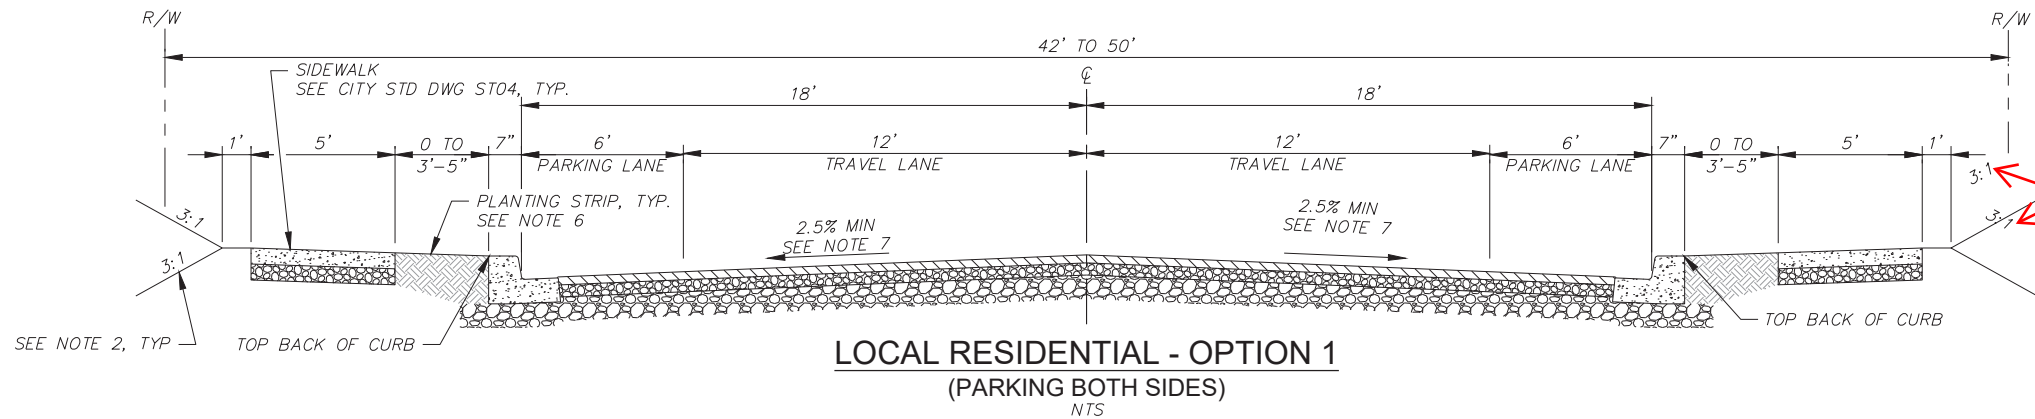 R/W
R/W
42' TO 50'
SIDEWALK
SEE CITY STD DWG ST04, TYP.
℄
18'
18'
1'
5'
0 TO
3'-5"
7"
6'
PARKING LANE
12'
TRAVEL LANE
12'
TRAVEL LANE
6'
PARKING LANE
7"
0 TO
3'-5"
5'
1'
3:1
3:1
PLANTING STRIP, TYP.
SEE NOTE 6
2.5% MIN
SEE NOTE 7
2.5% MIN
SEE NOTE 7
3:1
3:1
SEE NOTE 2, TYP
TOP BACK OF CURB
TOP BACK OF CURB
LOCAL RESIDENTIAL - OPTION 1
(PARKING BOTH SIDES)
NTS